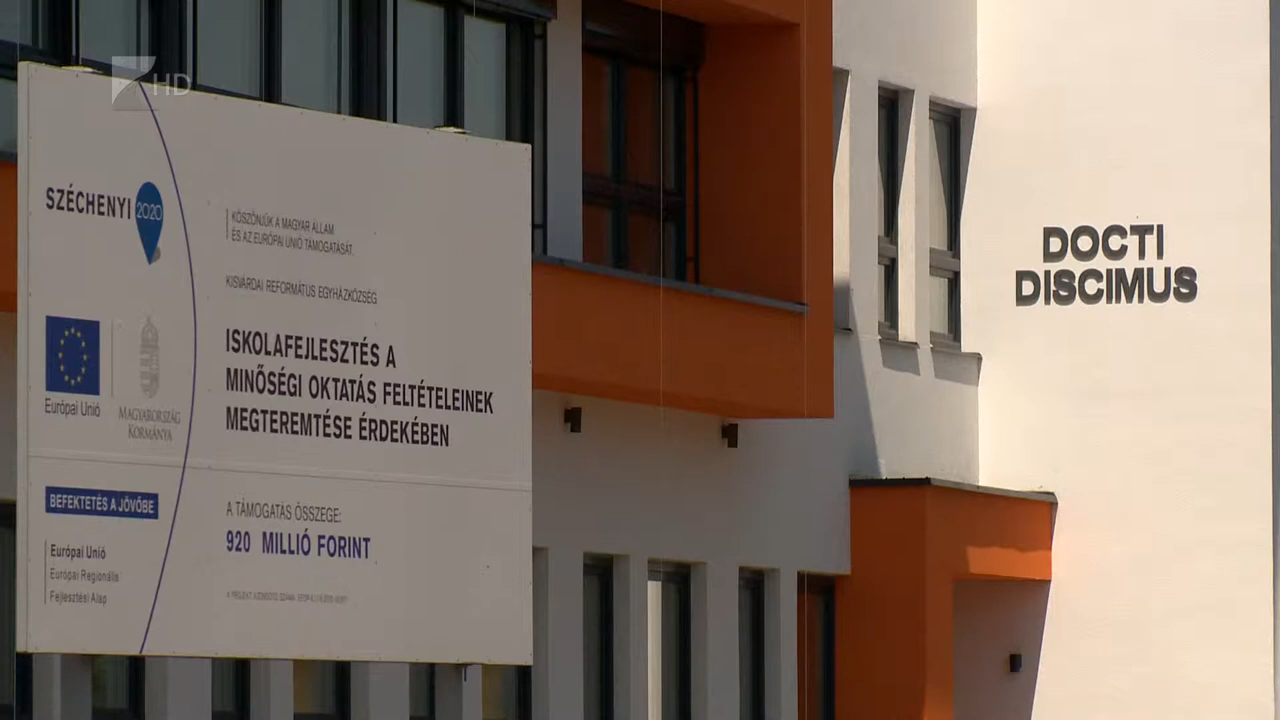 HD
SZÉCHENYI 2020
KÖSZÖNJÜK A MAGYAR ÁLLAM
ÉS AZ EURÓPAI UNIÓ TÁMOGATÁSÁT.
KISVÁRDAI REFORMÁTUS EGYHÁZKÖZSÉG
ISKOLAFEJLESZTÉS A
MINŐSÉGI OKTATÁS FELTÉTELEINEK
MEGTEREMTÉSE ÉRDEKÉBEN
Európai Unió
MAGYARORSZÁG
KORMÁNYA
BEFEKTETÉS A JÖVŐBE
Európai Unió
Európai Regionális
Fejlesztési Alap
A TÁMOGATÁS ÖSSZEGE:
920 MILLIÓ FORINT
DOCTI
DISCIMUS